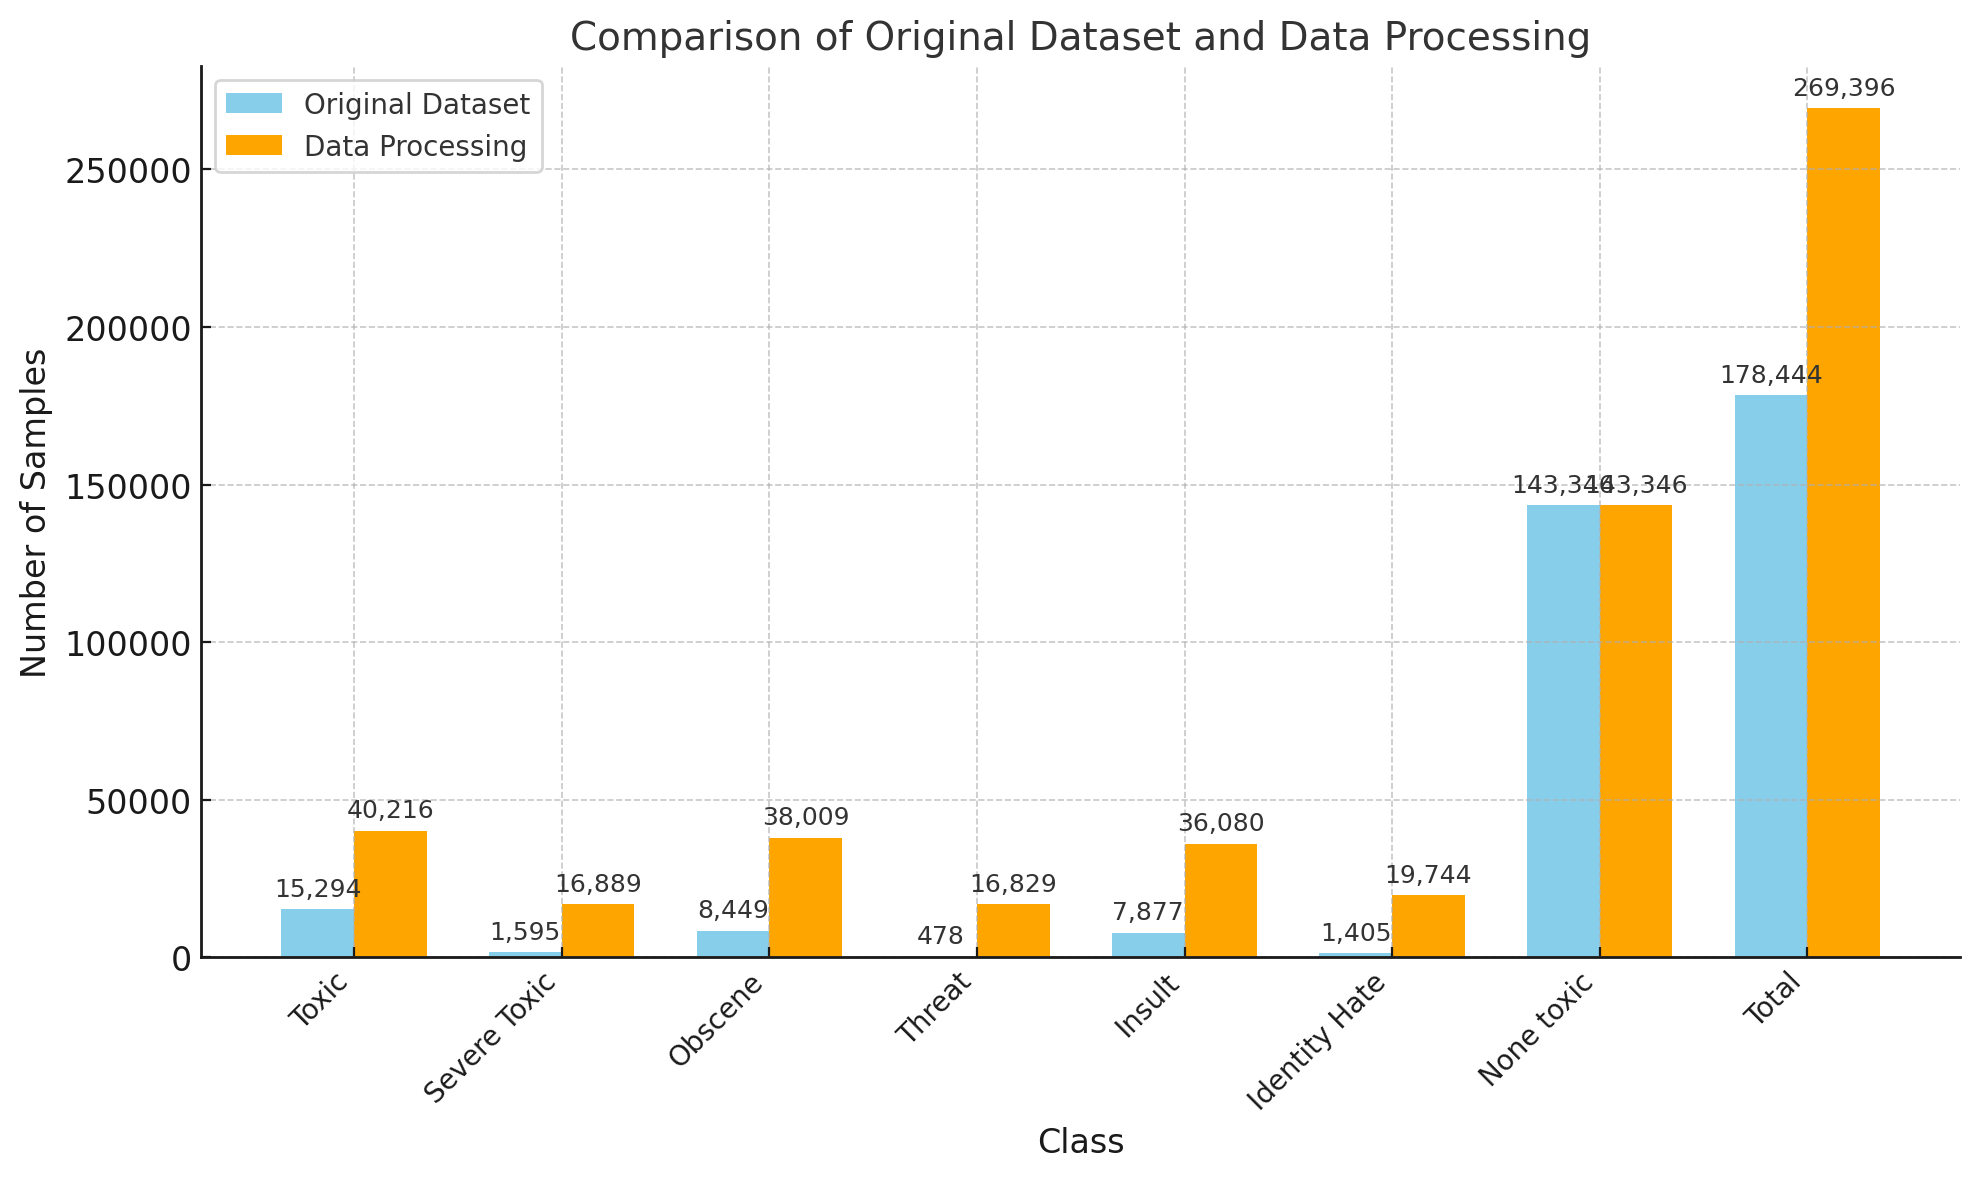 Comparison of Original Dataset and Data Processing
Original Dataset
Data Processing
Number of Samples
250000
200000
150000
100000
50000
0
15,294
40,216
1,595
16,889
8,449
38,009
478
16,829
7,877
36,080
1,405
19,744
143,346
143,346
178,444
269,396
Toxic
Severe Toxic
Obscene
Threat
Insult
Identity Hate
None toxic
Total
Class